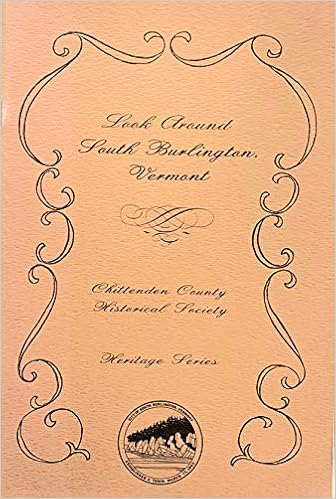 Look Around
South Burlington,
Vermont
Chittenden County
Historical Society
Heritage Series